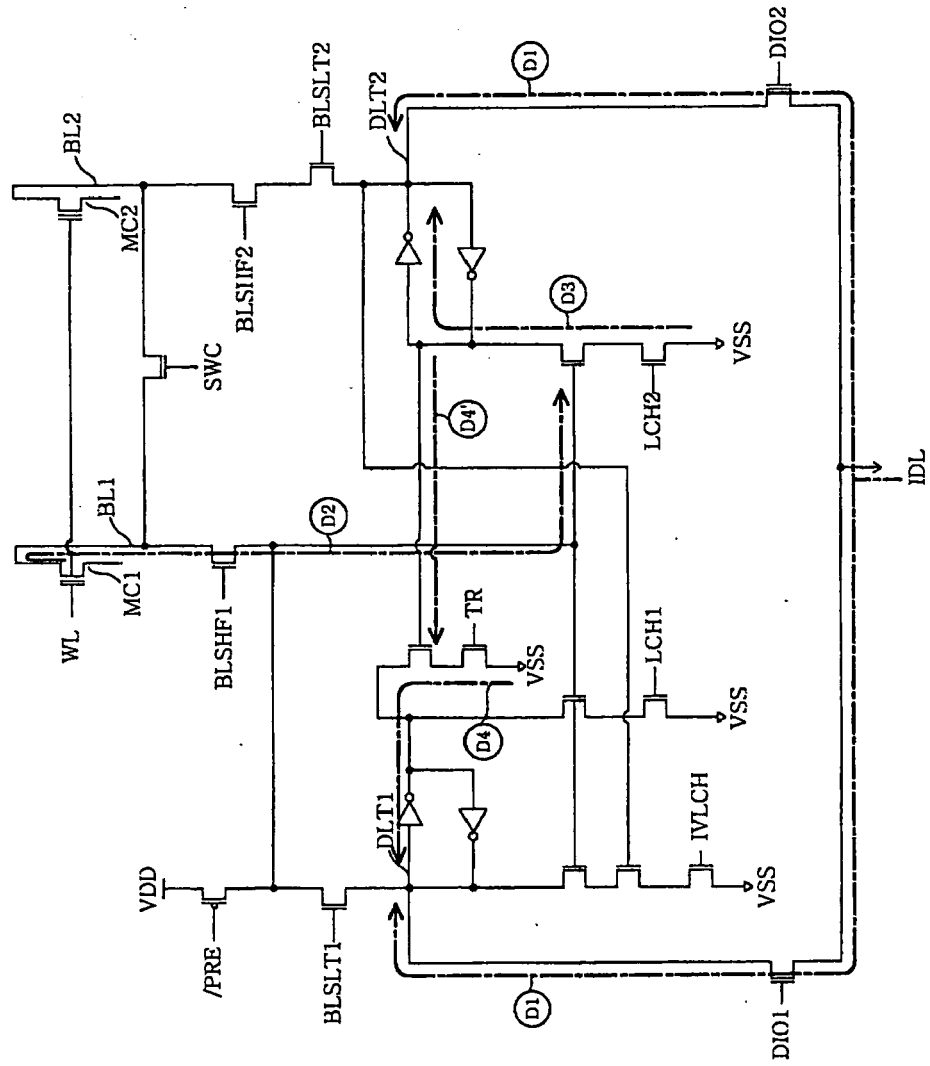 BL2
MC2
BLSHF2
BLSLT2
DLT2
D1
DIO2
SWC
BL1
WL
MC1
BLSHF1
D2
D4'
D3
LCH2
VSS
TR
VSS
D4
LCH1
VSS
IDL
VDD
/PRE
BLSLT1
DLT1
IVLCH
VSS
D1
DIO1